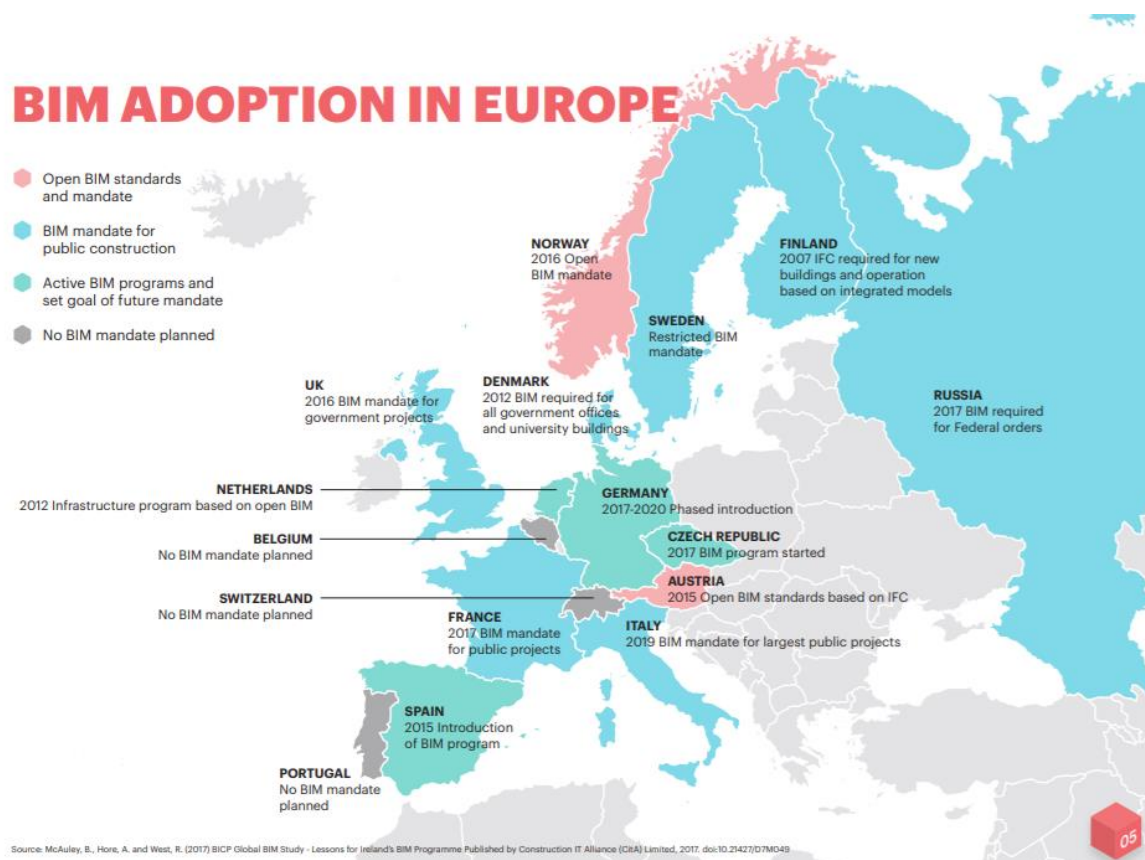 BIM ADOPTION IN EUROPE
Open BIM standards
and mandate
BIM mandate for
public construction
Active BIM programs and
set goal of future mandate
No BIM mandate planned
NORWAY
2016 Open
BIM mandate
FINLAND
2007 IFC required for new
buildings and operation
based on integrated models
SWEDEN
Restricted BIM
mandate
UK
2016 BIM mandate for
government projects
DENMARK
2012 BIM required for
all government offices
and university buildings
RUSSIA
2017 BIM required
for Federal orders
NETHERLANDS
2012 Infrastructure program based on open BIM
GERMANY
2017-2020 Phased introduction
BELGIUM
No BIM mandate planned
CZECH REPUBLIC
2017 BIM program started
SWITZERLAND
No BIM mandate planned
AUSTRIA
2015 Open BIM standards based on IFC
FRANCE
2017 BIM mandate
for public projects
ITALY
2019 BIM mandate for largest public projects
SPAIN
2015 Introduction
of BIM program
PORTUGAL
No BIM mandate
planned
Source: McAuley, B., Hore, A. and West, R. (2017) BICP Global BIM Study - Lessons for Ireland's BIM Programme Published by Construction IT Alliance (CitA) Limited, 2017. doi:10.21427/D7M049
05